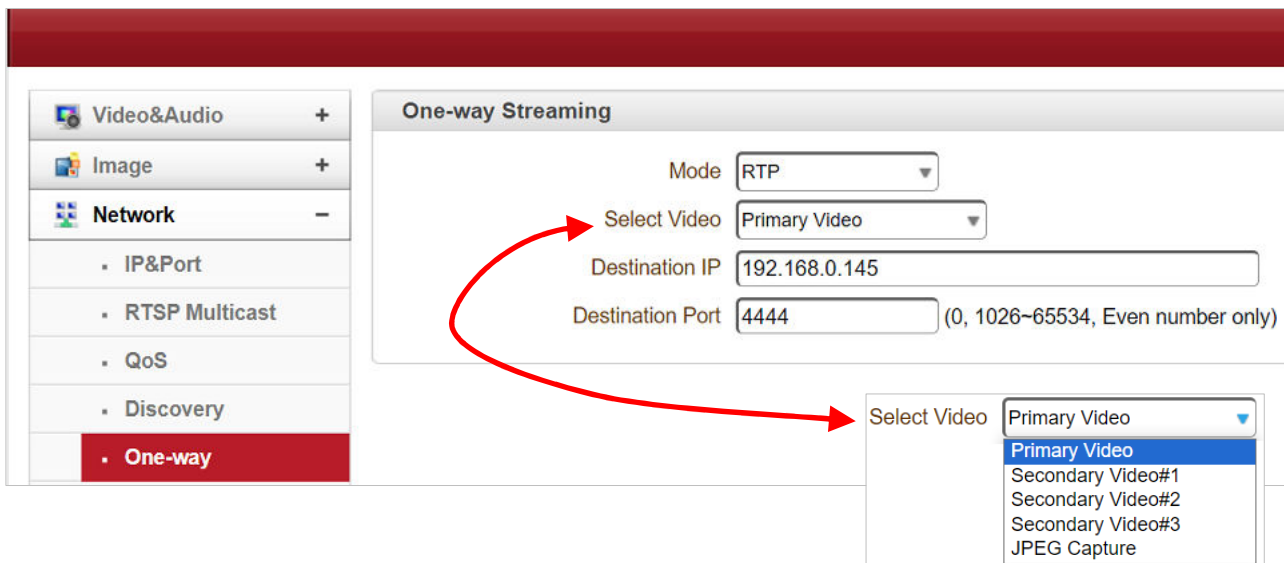 Video&Audio +
Image +
Network −
IP&Port
RTSP Multicast
QoS
Discovery
One-way
One-way Streaming
Mode RTP
Select Video Primary Video
Destination IP 192.168.0.145
Destination Port 4444 (0, 1026~65534, Even number only)
Select Video Primary Video
Primary Video
Secondary Video#1
Secondary Video#2
Secondary Video#3
JPEG Capture